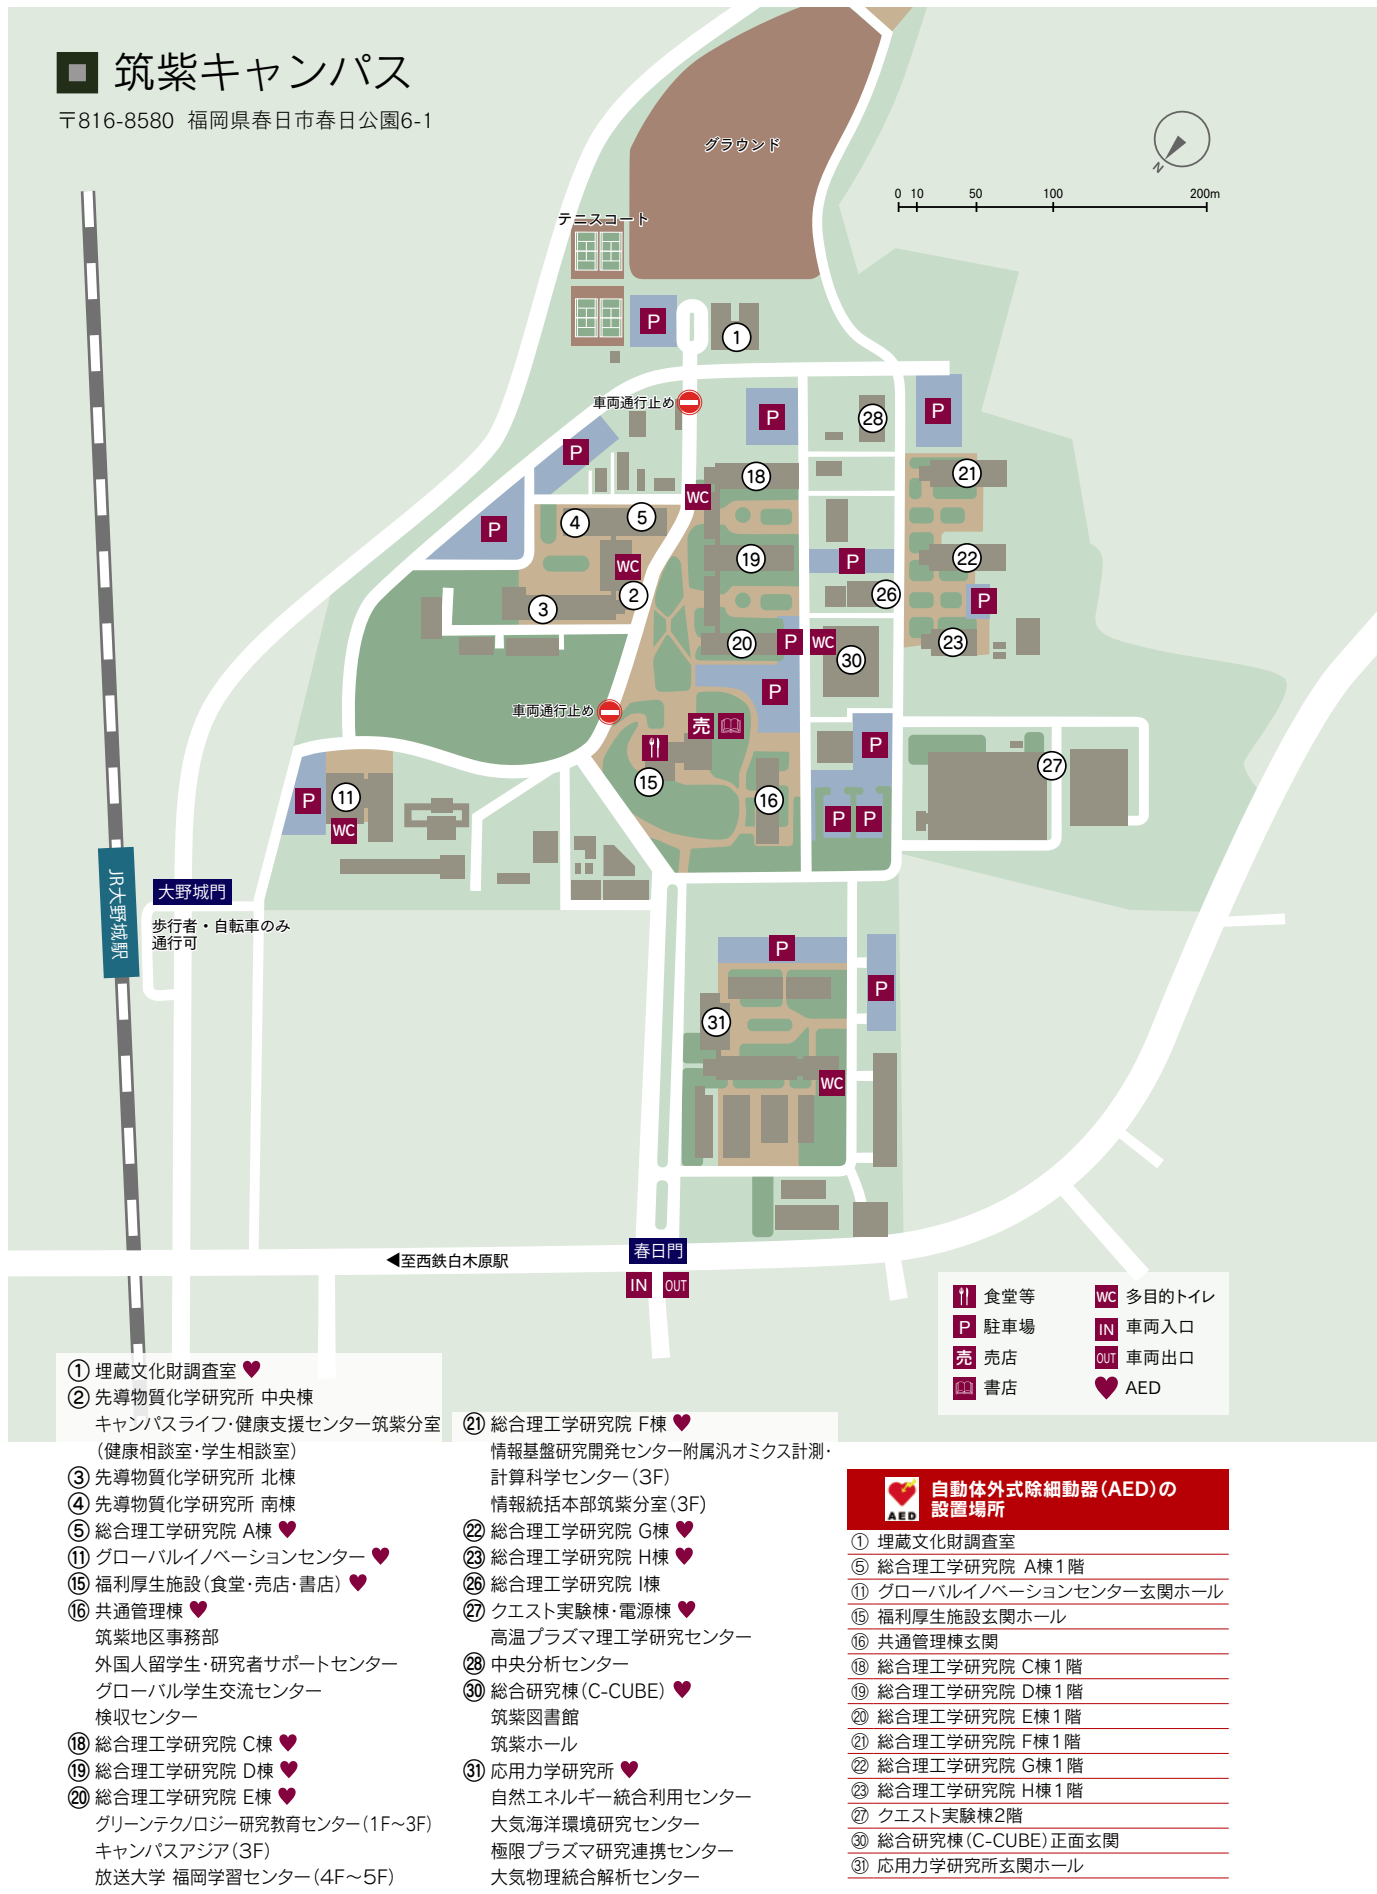 筑紫キャンパス
〒816-8580 福岡県春日市春日公園6-1
グラウンド
N
0 10 50 100 200m
テニスコート
P
1
車両通行止め
P
28
P
P
18
21
WC
5
4
P
19
22
P
WC
26
2
3
P
20
P
WC
23
30
P
車両通行止め
売
P
27
15
16
P
11
P
P
WC
JR大野城駅
大野城門
歩行者・自転車のみ
通行可
P
P
31
WC
春日門
◀至西鉄白木原駅
IN
OUT
食堂等
WC 多目的トイレ
P 駐車場
IN 車両入口
売 売店
OUT 車両出口
書店
AED
① 埋蔵文化財調査室 ♥
② 先導物質化学研究所 中央棟
キャンパスライフ・健康支援センター筑紫分室
(健康相談室・学生相談室)
③ 先導物質化学研究所 北棟
④ 先導物質化学研究所 南棟
⑤ 総合理工学研究院 A棟 ♥
⑪ グローバルイノベーションセンター ♥
⑮ 福利厚生施設(食堂・売店・書店) ♥
⑯ 共通管理棟 ♥
筑紫地区事務部
外国人留学生・研究者サポートセンター
グローバル学生交流センター
検収センター
⑱ 総合理工学研究院 C棟 ♥
⑲ 総合理工学研究院 D棟 ♥
⑳ 総合理工学研究院 E棟 ♥
グリーンテクノロジー研究教育センター(1F～3F)
キャンパスアジア(3F)
放送大学 福岡学習センター(4F～5F)
㉑ 総合理工学研究院 F棟 ♥
情報基盤研究開発センター附属汎オミクス計測・
計算科学センター(3F)
情報統括本部筑紫分室(3F)
㉒ 総合理工学研究院 G棟 ♥
㉓ 総合理工学研究院 H棟 ♥
㉖ 総合理工学研究院 I棟
㉗ クエスト実験棟・電源棟 ♥
高温プラズマ理工学研究センター
㉘ 中央分析センター
㉚ 総合研究棟(C-CUBE) ♥
筑紫図書館
筑紫ホール
㉛ 応用力学研究所 ♥
自然エネルギー統合利用センター
大気海洋環境研究センター
極限プラズマ研究連携センター
大気物理統合解析センター
AED
自動体外式除細動器(AED)の
設置場所
① 埋蔵文化財調査室
⑤ 総合理工学研究院 A棟1階
⑪ グローバルイノベーションセンター玄関ホール
⑮ 福利厚生施設玄関ホール
⑯ 共通管理棟玄関
⑱ 総合理工学研究院 C棟1階
⑲ 総合理工学研究院 D棟1階
⑳ 総合理工学研究院 E棟1階
㉑ 総合理工学研究院 F棟1階
㉒ 総合理工学研究院 G棟1階
㉓ 総合理工学研究院 H棟1階
㉗ クエスト実験棟2階
㉚ 総合研究棟(C-CUBE)正面玄関
㉛ 応用力学研究所玄関ホール